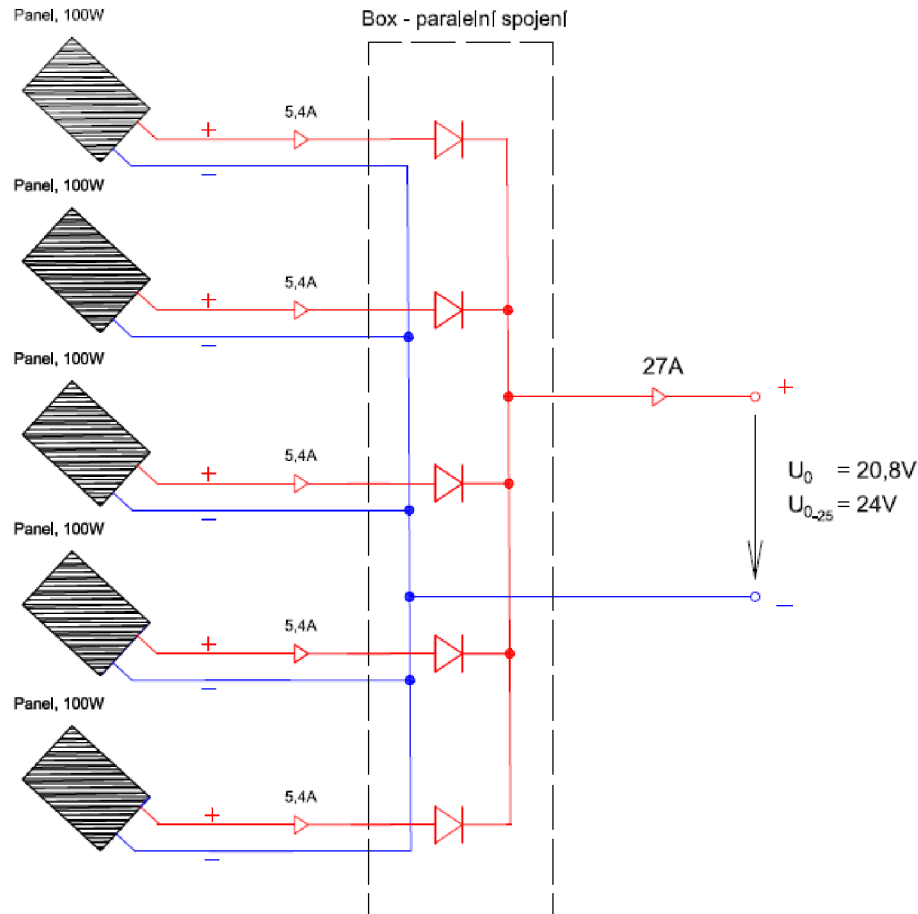 Panel, 100W
Box - paralelní spojení
5,4A
+
−
Panel, 100W
5,4A
+
−
Panel, 100W
27A
+
5,4A
+
−
U0 = 20,8V
U0-25 = 24V
Panel, 100W
−
5,4A
+
−
Panel, 100W
5,4A
+
−